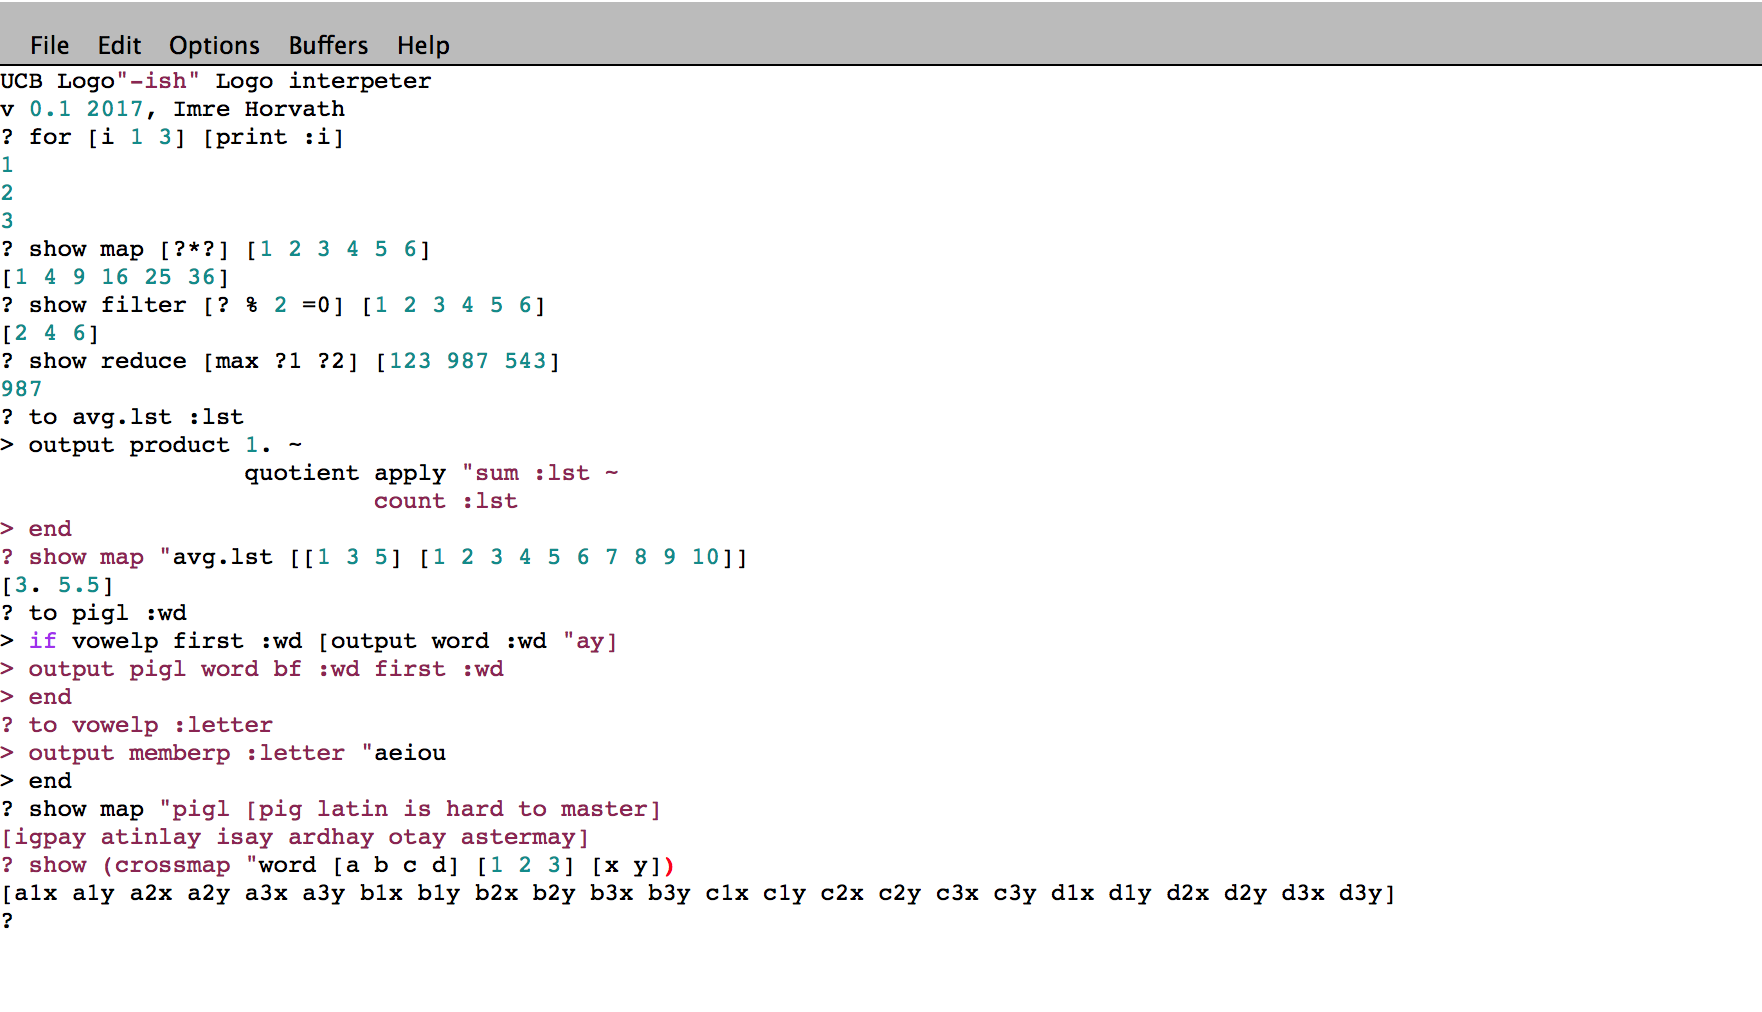 File Edit Options Buffers Help
UCB Logo"-ish" Logo interpeter
v 0.1 2017, Imre Horvath
? for [i 1 3] [print :i]
1
2
3
? show map [?*?] [1 2 3 4 5 6]
[1 4 9 16 25 36]
? show filter [? % 2 =0] [1 2 3 4 5 6]
[2 4 6]
? show reduce [max ?1 ?2] [123 987 543]
987
? to avg.lst :lst
> output product 1. ~
                 quotient apply "sum :lst ~
                          count :lst
> end
? show map "avg.lst [[1 3 5] [1 2 3 4 5 6 7 8 9 10]]
[3. 5.5]
? to pigl :wd
> if vowelp first :wd [output word :wd "ay]
> output pigl word bf :wd first :wd
> end
? to vowelp :letter
> output memberp :letter "aeiou
> end
? show map "pigl [pig latin is hard to master]
[igpay atinlay isay ardhay otay astermay]
? show (crossmap "word [a b c d] [1 2 3] [x y])
[a1x a1y a2x a2y a3x a3y b1x b1y b2x b2y b3x b3y c1x c1y c2x c2y c3x c3y d1x d1y d2x d2y d3x d3y]
?